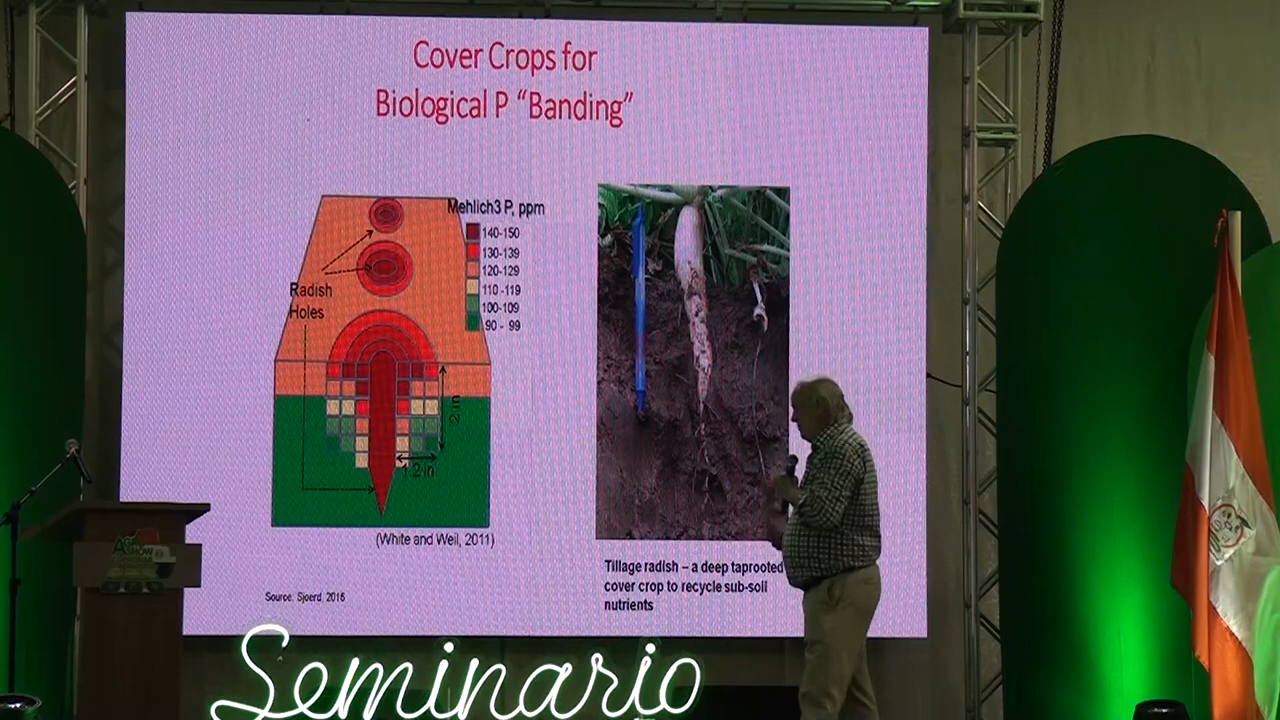 Cover Crops for
Biological P “Banding”
Mehlich3 P, ppm
140-150
130-139
120-129
110-119
100-109
90 - 99
Radish
Holes
2 in
2 in
(White and Weil, 2011)
Source: Sjoerd, 2016
Tillage radish – a deep taprooted
cover crop to recycle sub-soil
nutrients
Seminario